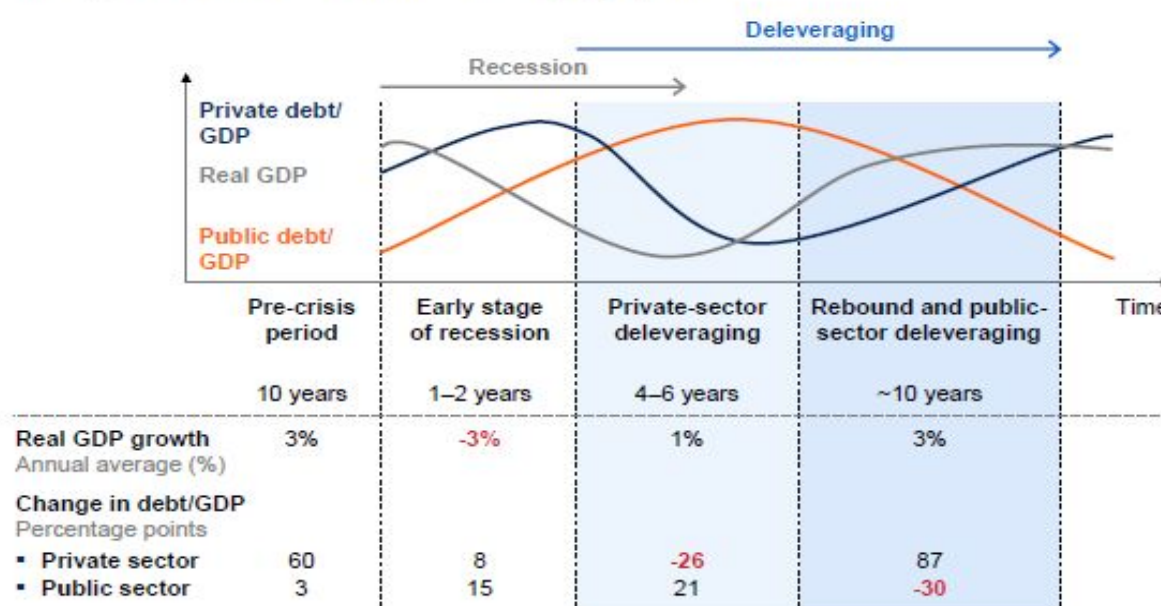 Deleveraging
Recession
Private debt/
GDP
Real GDP
Public debt/
GDP
Pre-crisis period
Early stage of recession
Private-sector deleveraging
Rebound and public-sector deleveraging
Time
10 years
1–2 years
4–6 years
~10 years
Real GDP growth 3% -3% 1% 3%
Annual average (%)
Change in debt/GDP
Percentage points
▪ Private sector 60 8 -26 87
▪ Public sector 3 15 21 -30